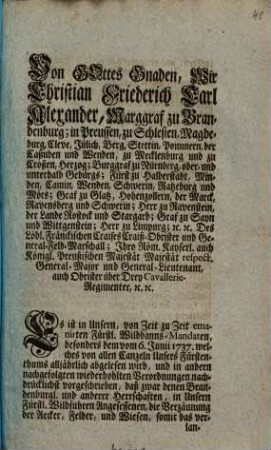 41
Von GOttes Gnaden, Wir
Christian Friederich Carl
Alexander, Marggraf zu Bran-
denburg; in Preussen, zu Schlesien, Magde-
burg, Cleve, Jülich, Berg, Stettin, Pommern, der
Cassuben und Wenden, zu Mecklenburg und zu
Croßen, Herzog; Burggraf zu Nürnberg, ober- und
unterhalb Gebürgs; Fürst zu Halberstadt, Min-
den, Camin, Wenden, Schwerin, Ratzeburg und
Mörs; Graf zu Glatz, Hohenzollern, der Marck,
Ravensberg und Schwerin; Herr zu Ravenstein,
der Lande Rostock und Stargard; Graf zu Sayn
und Wittgenstein; Herr zu Limpurg; ꝛc. ꝛc. Des
Löbl. Fränckischen Craises Craiß-Obrister und Ge-
neral-Feld-Marschall; Ihro Röm. Kayserl. auch
Königl. Preußischen Majestät Majestät respect.
General-Major und General-Lieutenant,
auch Obrister über Drey Cavallerie-
Regimenter, ꝛc. ꝛc.
Es ist in Unsern, von Zeit zu Zeit ema-
nirten Fürstl. Wildbanns-Mandaten,
besonders dem vom 6. Junii 1737. wel-
ches von allen Canzeln Unsers Fürsten-
thums alljährlich abgelesen wird, und in andern
nachgefolgten wiederhohlten Verordnungen nach-
drücklichst vorgeschrieben, daß zwar denen Bran-
denburgl. und anderer Herrschaften, in Unsern
Fürstl. Wildfuhren Angesessenen, die Verzäunung
der Aecker, Felder, und Wiesen, somit das ver-
lan-